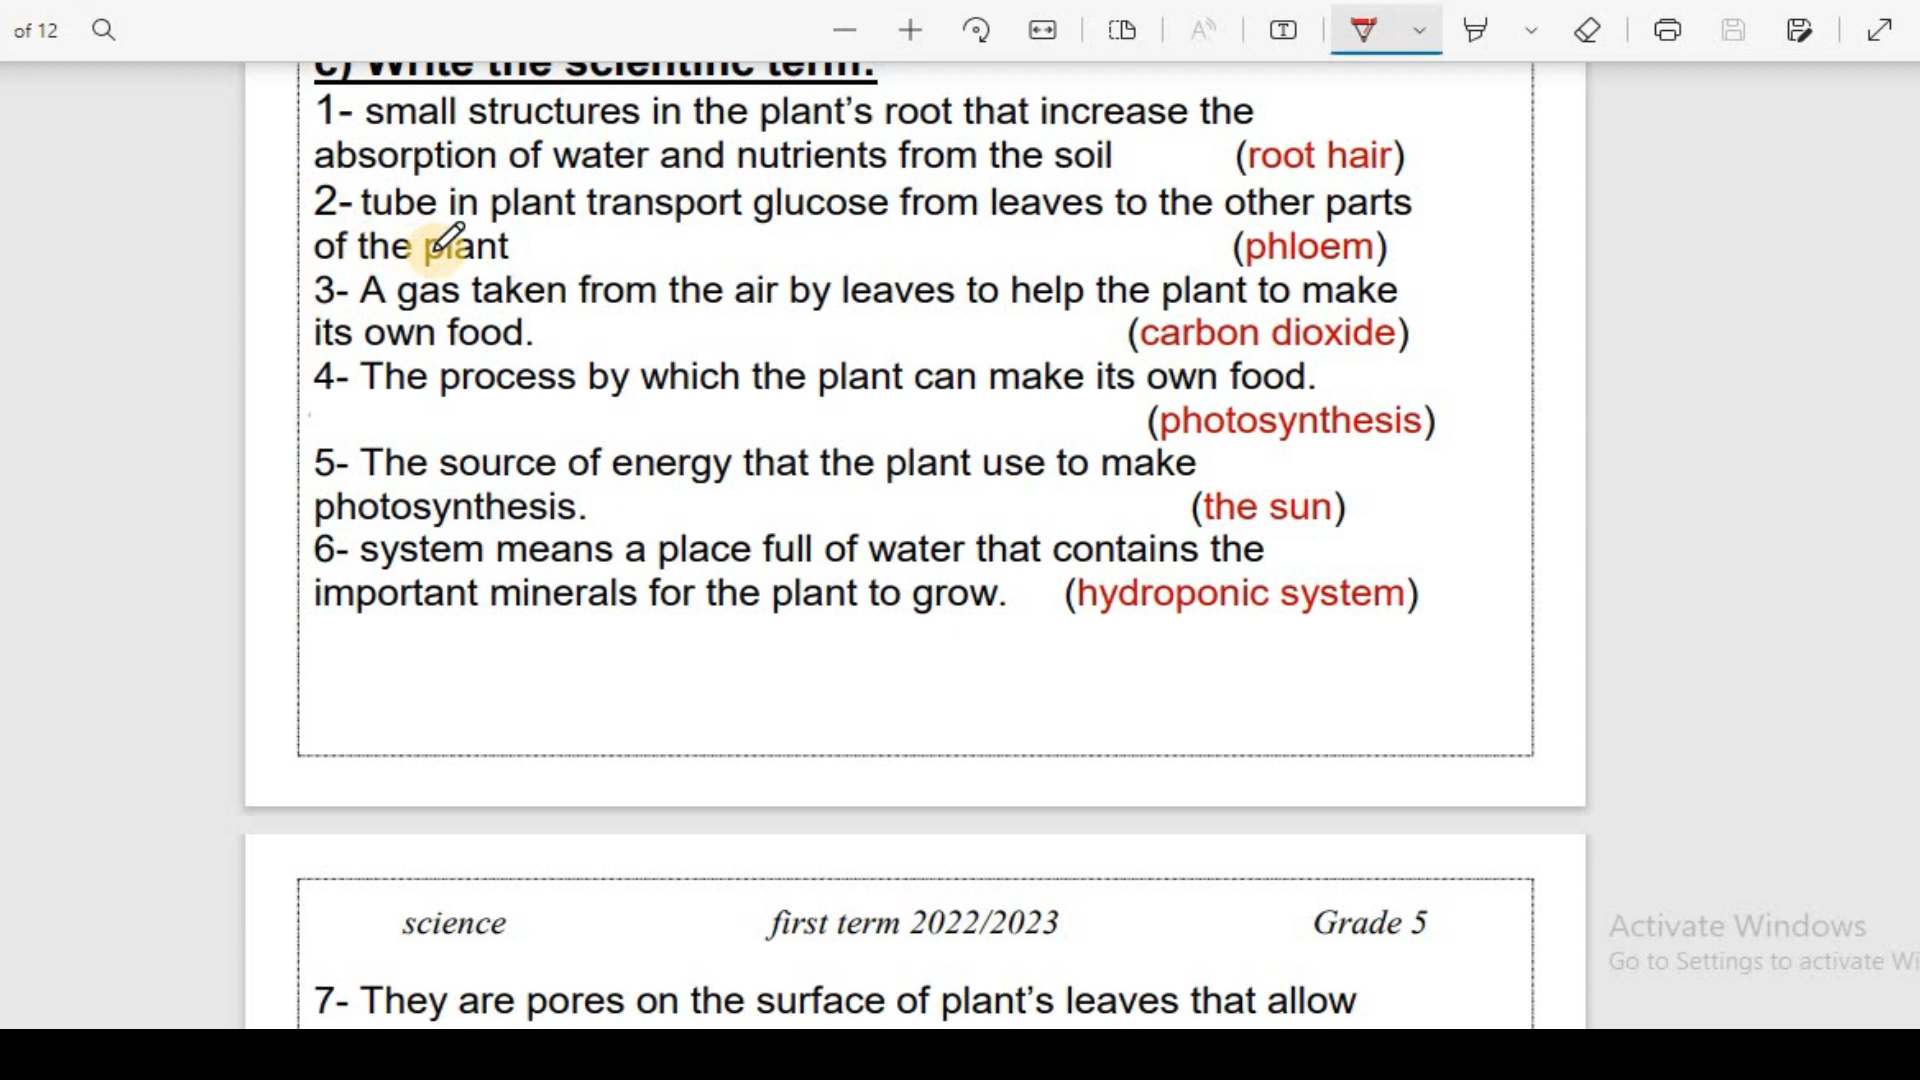 of 12
c) Write the scientific term:
1- small structures in the plant’s root that increase the
absorption of water and nutrients from the soil (root hair)
2- tube in plant transport glucose from leaves to the other parts
of the plant (phloem)
3- A gas taken from the air by leaves to help the plant to make
its own food. (carbon dioxide)
4- The process by which the plant can make its own food.
(photosynthesis)
5- The source of energy that the plant use to make
photosynthesis. (the sun)
6- system means a place full of water that contains the
important minerals for the plant to grow. (hydroponic system)
science first term 2022/2023 Grade 5
Activate Windows
Go to Settings to activate Wi
7- They are pores on the surface of plant’s leaves that allow